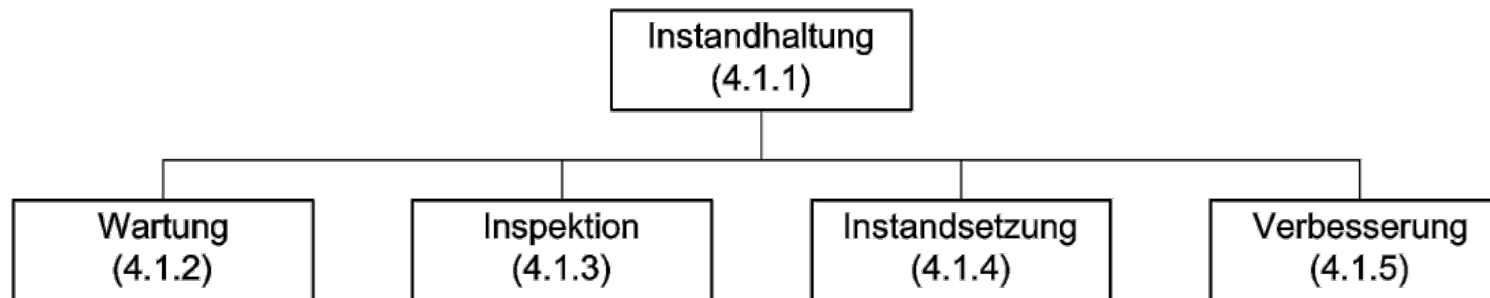 Instandhaltung
(4.1.1)
Wartung
(4.1.2)
Inspektion
(4.1.3)
Instandsetzung
(4.1.4)
Verbesserung
(4.1.5)